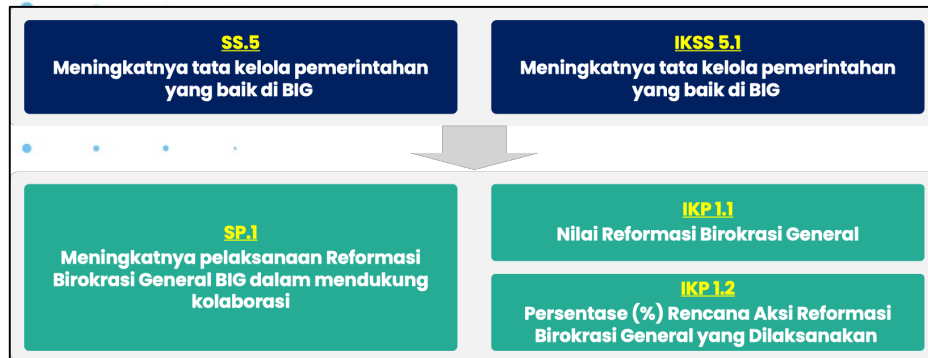 SS.5
Meningkatnya tata kelola pemerintahan
yang baik di BIG
IKSS 5.1
Meningkatnya tata kelola pemerintahan
yang baik di BIG
SP.1
Meningkatnya pelaksanaan Reformasi
Birokrasi General BIG dalam mendukung
kolaborasi
IKP 1.1
Nilai Reformasi Birokrasi General
IKP 1.2
Persentase (%) Rencana Aksi Reformasi
Birokrasi General yang Dilaksanakan